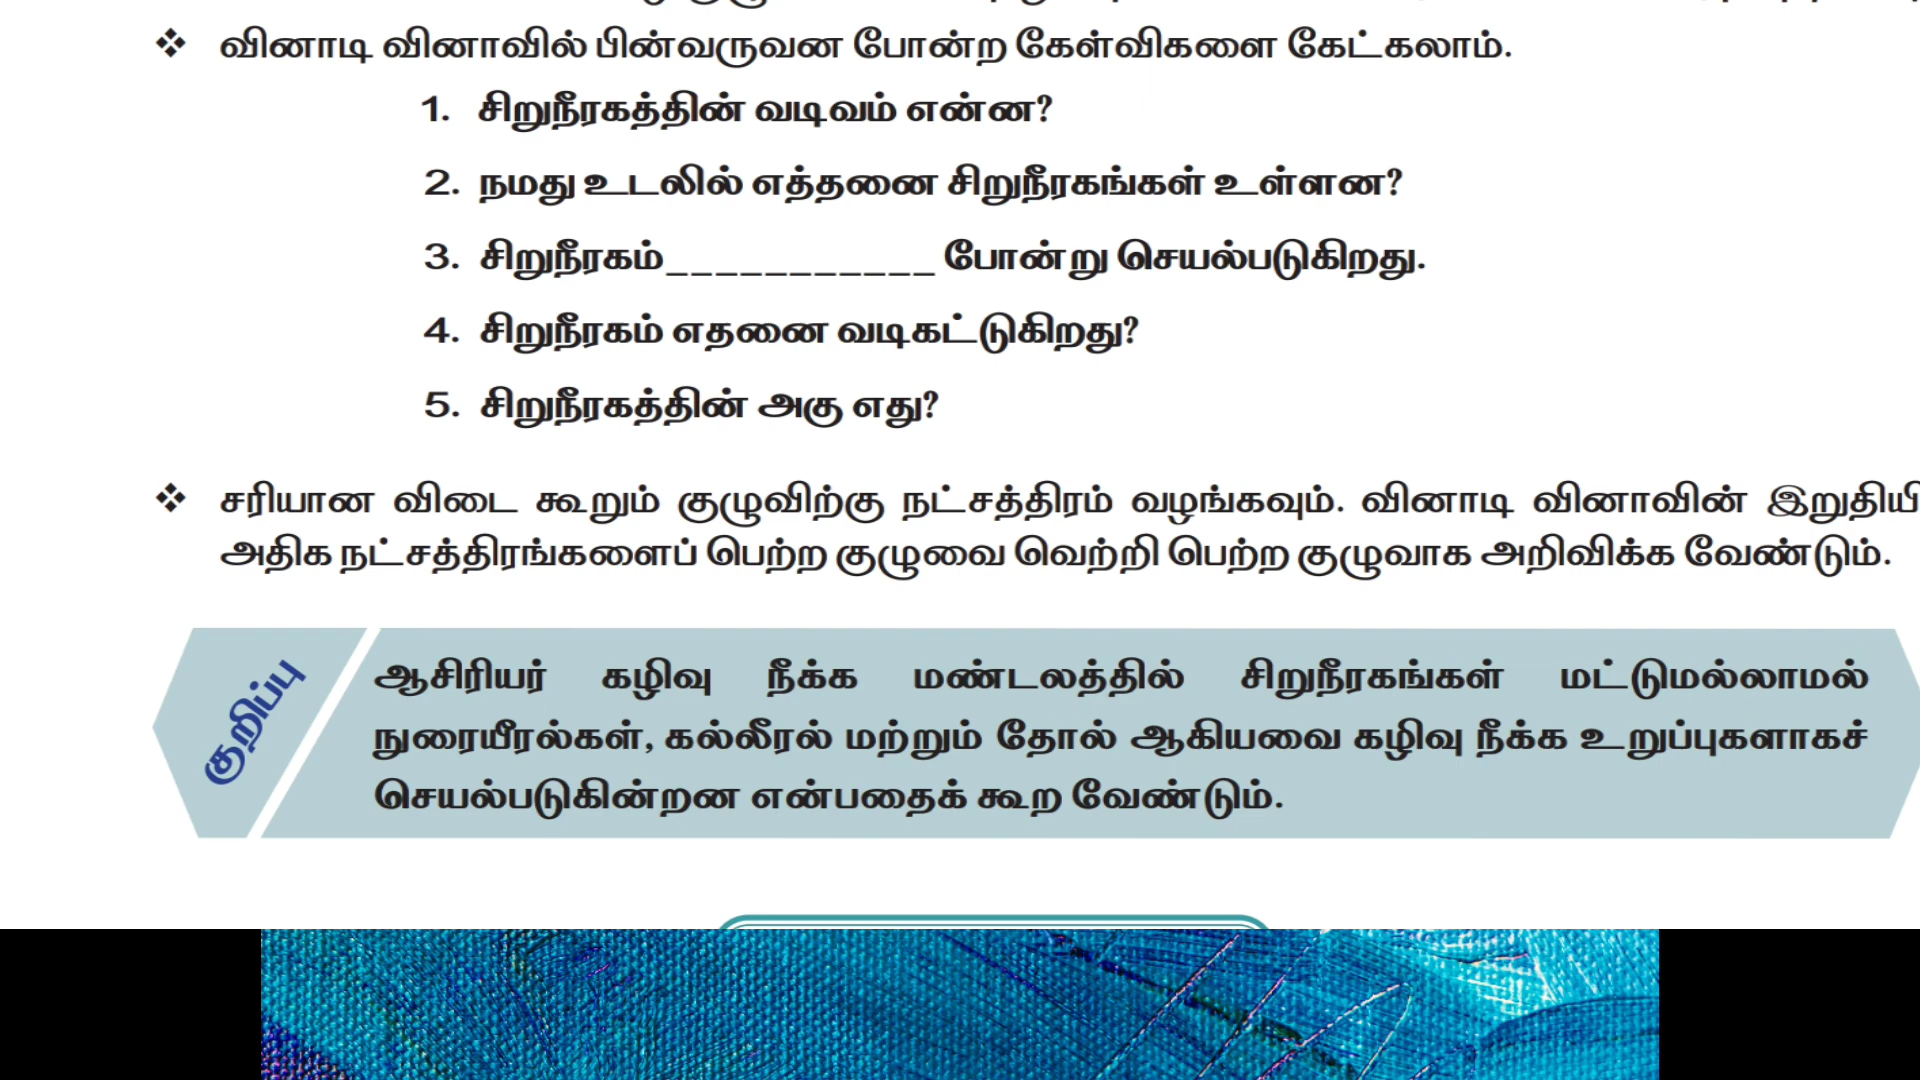 ❖ வினாடி வினாவில் பின்வருவன போன்ற கேள்விகளை கேட்கலாம்.
1. சிறுநீரகத்தின் வடிவம் என்ன?
2. நமது உடலில் எத்தனை சிறுநீரகங்கள் உள்ளன?
3. சிறுநீரகம்___________ போன்று செயல்படுகிறது.
4. சிறுநீரகம் எதனை வடிகட்டுகிறது?
5. சிறுநீரகத்தின் அகு எது?
❖ சரியான விடை கூறும் குழுவிற்கு நட்சத்திரம் வழங்கவும். வினாடி வினாவின் இறுதியி
அதிக நட்சத்திரங்களைப் பெற்ற குழுவை வெற்றி பெற்ற குழுவாக அறிவிக்க வேண்டும்.
குறிப்பு
ஆசிரியர் கழிவு நீக்க மண்டலத்தில் சிறுநீரகங்கள் மட்டுமல்லாமல்
நுரையீரல்கள், கல்லீரல் மற்றும் தோல் ஆகியவை கழிவு நீக்க உறுப்புகளாகச்
செயல்படுகின்றன என்பதைக் கூற வேண்டும்.